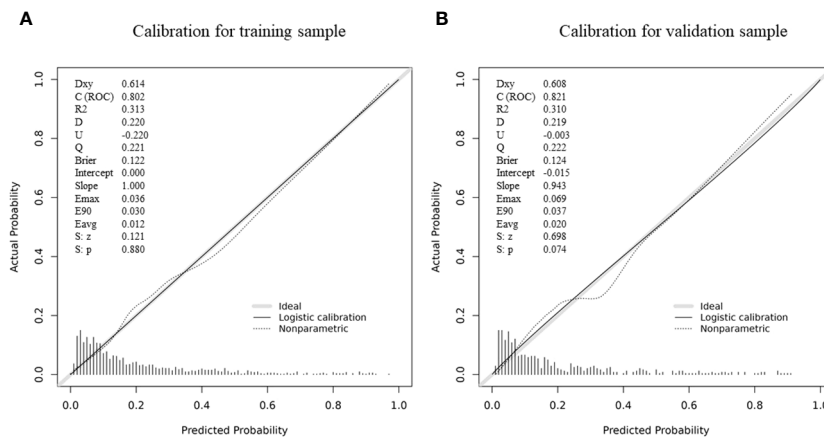 A
Calibration for training sample
Dxy 0.614
C (ROC) 0.802
R2 0.313
D 0.220
U -0.220
Q 0.221
Brier 0.122
Intercept 0.000
Slope 1.000
Emax 0.036
E90 0.030
Eavg 0.012
S: z 0.121
S: p 0.880
Ideal
Logistic calibration
Nonparametric
Actual Probability
1.0
0.8
0.6
0.4
0.2
0.0
0.0 0.2 0.4 0.6 0.8 1.0
Predicted Probability
B
Calibration for validation sample
Dxy 0.608
C (ROC) 0.821
R2 0.310
D 0.219
U -0.003
Q 0.222
Brier 0.124
Intercept -0.015
Slope 0.943
Emax 0.069
E90 0.037
Eavg 0.020
S: z 0.698
S: p 0.074
Ideal
Logistic calibration
Nonparametric
Actual Probability
1.0
0.8
0.6
0.4
0.2
0.0
0.0 0.2 0.4 0.6 0.8 1.0
Predicted Probability